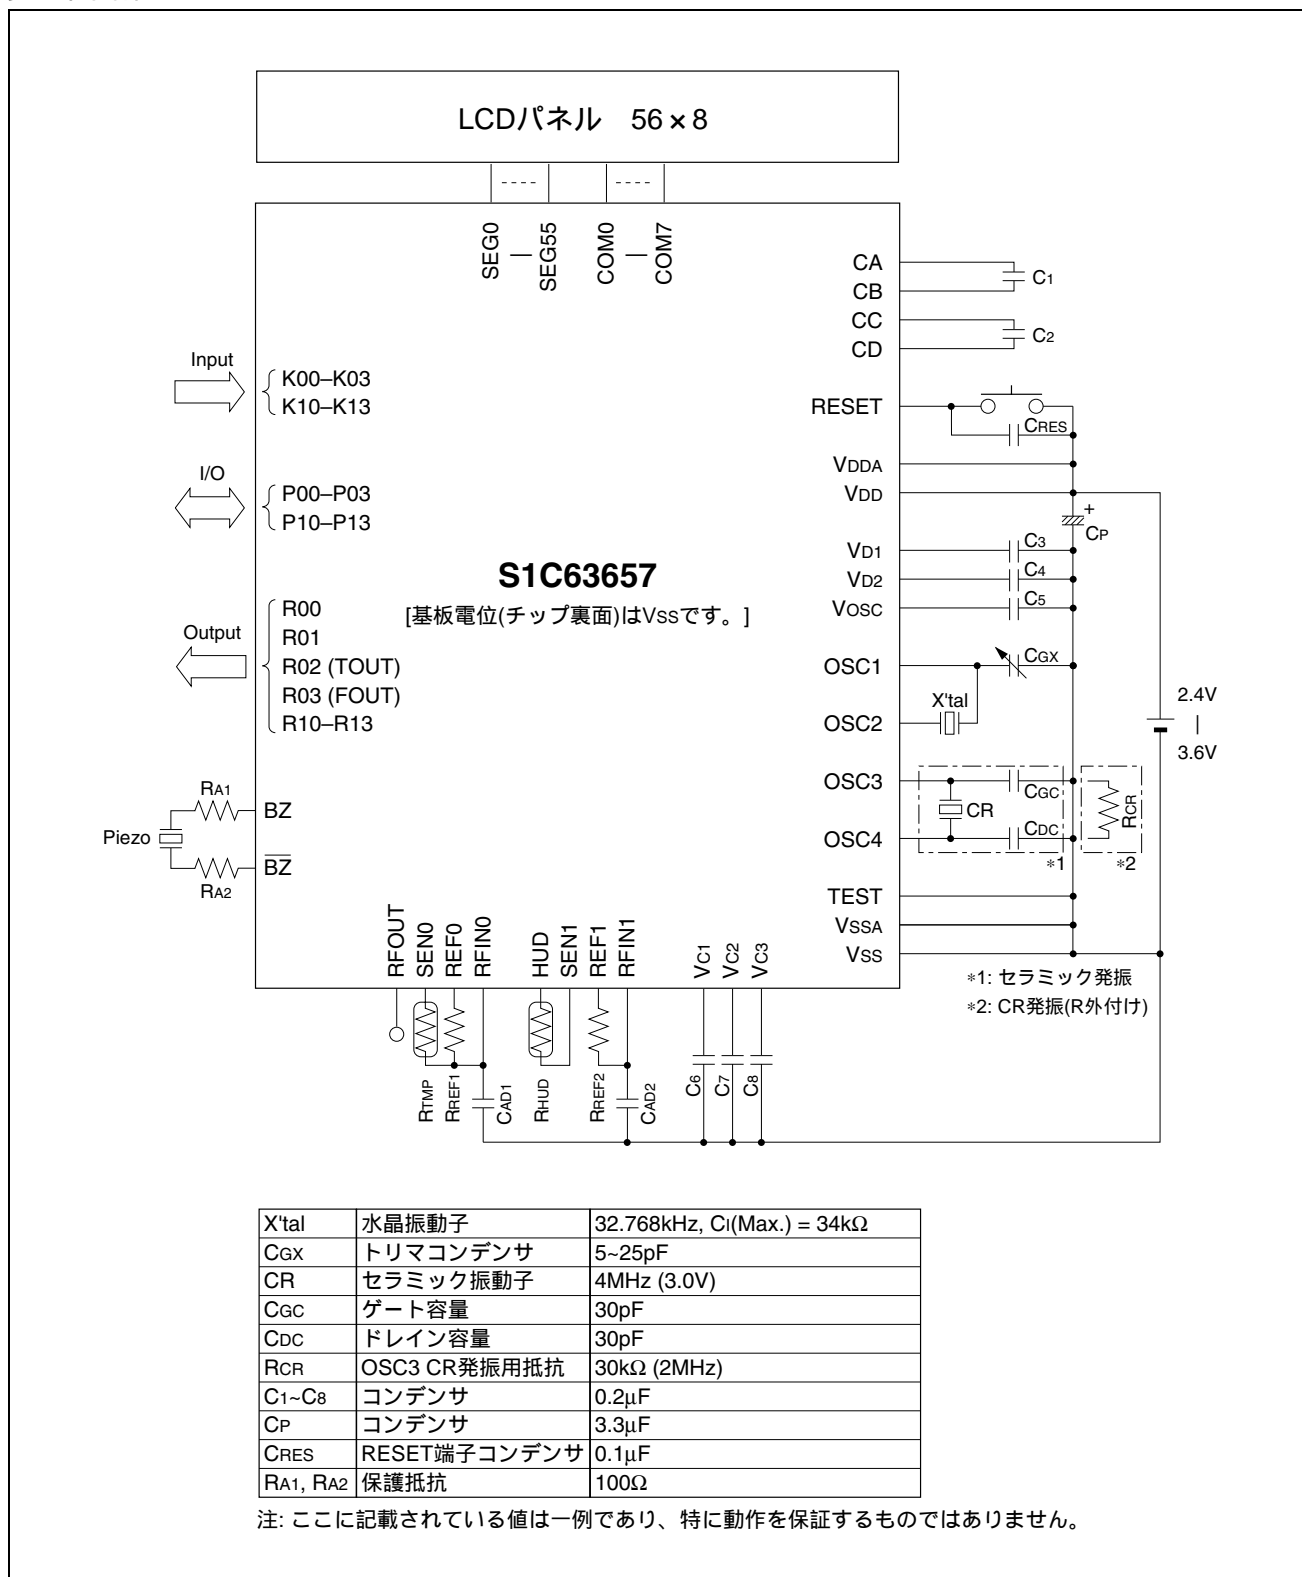 LCDパネル 56×8
SEG0 — SEG55
COM0 — COM7
CA
CB
C1
CC
CD
C2
Input
K00–K03
K10–K13
RESET
CRES
I/O
P00–P03
P10–P13
VDDA
VDD
+
CP
VD1
C3
VD2
C4
VOSC
C5
S1C63657
[基板電位(チップ裏面)はVSSです。]
Output
R00
R01
R02 (TOUT)
R03 (FOUT)
R10–R13
OSC1
CGX
X'tal
OSC2
2.4V
|
3.6V
OSC3
CGC
CR
OSC4
CDC
RCR
*1
*2
Piezo
RA1
BZ
BZ
RA2
TEST
VSSA
VSS
RFOUT
SEN0
REF0
RFIN0
HUD
SEN1
REF1
RFIN1
VC1
VC2
VC3
*1: セラミック発振
*2: CR発振(R外付け)
RTMP
RREF1
CAD1
RHUD
RREF2
CAD2
C6
C7
C8
X'tal 水晶振動子 32.768kHz, CI(Max.) = 34kΩ
CGX トリマコンデンサ 5~25pF
CR セラミック振動子 4MHz (3.0V)
CGC ゲート容量 30pF
CDC ドレイン容量 30pF
RCR OSC3 CR発振用抵抗 30kΩ (2MHz)
C1~C8 コンデンサ 0.2µF
CP コンデンサ 3.3µF
CRES RESET端子コンデンサ 0.1µF
RA1, RA2 保護抵抗 100Ω
注: ここに記載されている値は一例であり、特に動作を保証するものではありません。